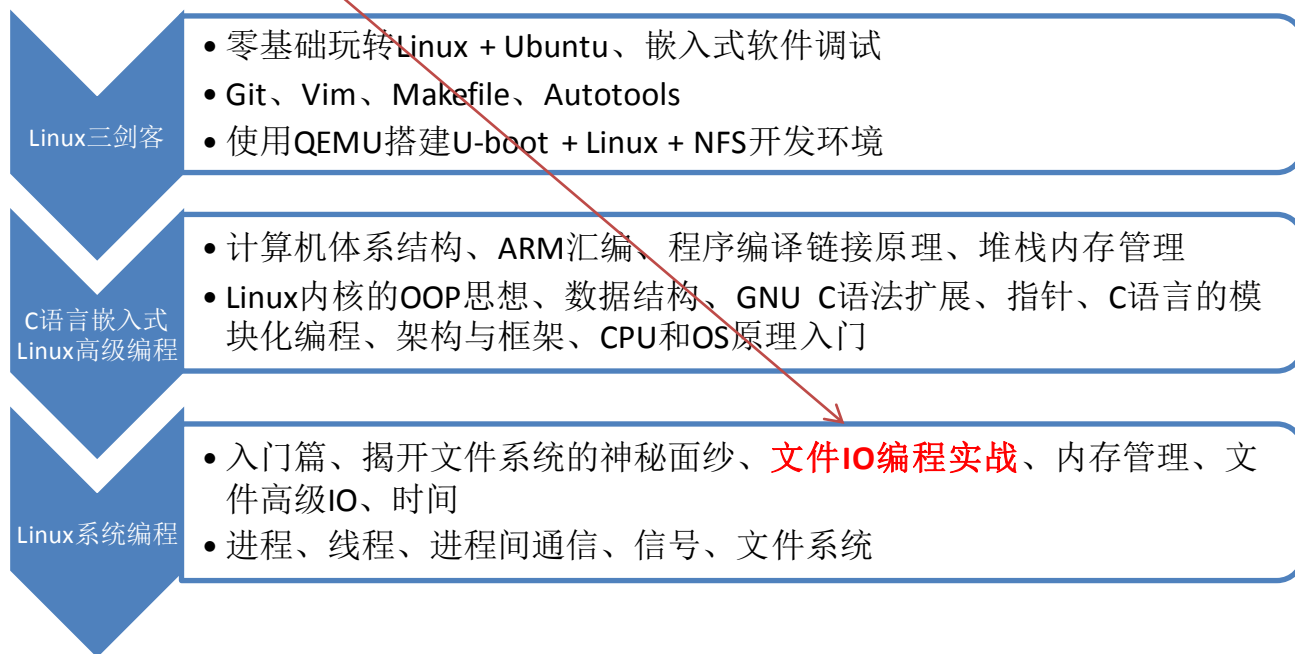 Linux三剑客
• 零基础玩转Linux + Ubuntu、嵌入式软件调试
• Git、Vim、Makefile、Autotools
• 使用QEMU搭建U-boot + Linux + NFS开发环境
C语言嵌入式
Linux高级编程
• 计算机体系结构、ARM汇编、程序编译链接原理、堆栈内存管理
• Linux内核的OOP思想、数据结构、GNU C语法扩展、指针、C语言的模
块化编程、架构与框架、CPU和OS原理入门
Linux系统编程
• 入门篇、揭开文件系统的神秘面纱、文件IO编程实战、内存管理、文
件高级IO、时间
• 进程、线程、进程间通信、信号、文件系统